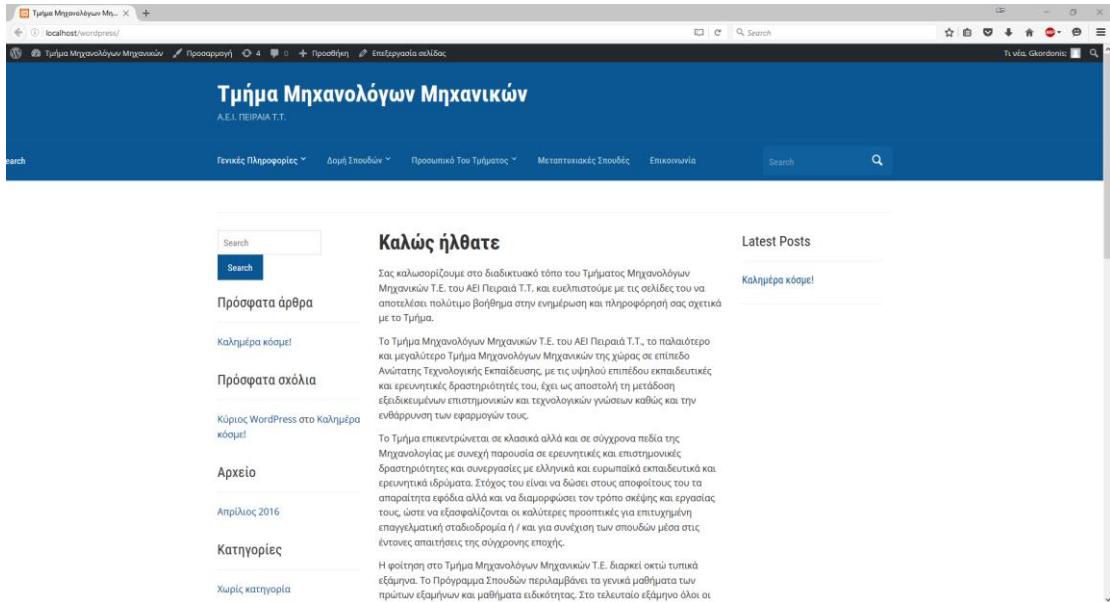 Τμήμα Μηχανολόγων Μη...
localhost/wordpress/
Search
Τμήμα Μηχανολόγων Μηχανικών Προσαρμογή 4 0 + Προσθήκη Επεξεργασία σελίδας
Τι νέα, Gkordonis;
Τμήμα Μηχανολόγων Μηχανικών
Α.Ε.Ι. ΠΕΙΡΑΙΑ Τ.Τ.
earch
Γενικές Πληροφορίες Δομή Σπουδών Προσωπικό Του Τμήματος Μεταπτυχιακές Σπουδές Επικοινωνία
Search
Search
Search
Πρόσφατα άρθρα
Καλημέρα κόσμε!
Πρόσφατα σχόλια
Κύριος WordPress στο Καλημέρα
κόσμε!
Αρχείο
Απρίλιος 2016
Κατηγορίες
Χωρίς κατηγορία
Καλώς ήλθατε
Σας καλωσορίζουμε στο διαδικτυακό τόπο του Τμήματος Μηχανολόγων
Μηχανικών Τ.Ε. του ΑΕΙ Πειραιά Τ.Τ. και ευελπιστούμε με τις σελίδες του να
αποτελέσει πολύτιμο βοήθημα στην ενημέρωση και πληροφόρησή σας σχετικά
με το Τμήμα.
Το Τμήμα Μηχανολόγων Μηχανικών Τ.Ε. του ΑΕΙ Πειραιά Τ.Τ., το παλαιότερο
και μεγαλύτερο Τμήμα Μηχανολόγων Μηχανικών της χώρας σε επίπεδο
Ανώτατης Τεχνολογικής Εκπαίδευσης, με τις υψηλού επιπέδου εκπαιδευτικές
και ερευνητικές δραστηριότητές του, έχει ως αποστολή τη μετάδοση
εξειδικευμένων επιστημονικών και τεχνολογικών γνώσεων καθώς και την
ενθάρρυνση των εφαρμογών τους.
Το Τμήμα επικεντρώνεται σε κλασικά αλλά και σε σύγχρονα πεδία της
Μηχανολογίας με συνεχή παρουσία σε ερευνητικές και επιστημονικές
δραστηριότητες και συνεργασίες με ελληνικά και ευρωπαϊκά εκπαιδευτικά και
ερευνητικά ιδρύματα. Στόχος του είναι να δώσει στους αποφοίτους του τα
απαραίτητα εφόδια αλλά και να διαμορφώσει τον τρόπο σκέψης και εργασίας
τους, ώστε να εξασφαλίζονται οι καλύτερες προοπτικές για επιτυχημένη
επαγγελματική σταδιοδρομία ή / και για συνέχιση των σπουδών μέσα στις
έντονες απαιτήσεις της σύγχρονης εποχής.
Η φοίτηση στο Τμήμα Μηχανολόγων Μηχανικών Τ.Ε. διαρκεί οκτώ τυπικά
εξάμηνα. Το Πρόγραμμα Σπουδών περιλαμβάνει τα γενικά μαθήματα των
πρώτων εξαμήνων και μαθήματα ειδικότητας. Στο τελευταίο εξάμηνο όλοι οι
Latest Posts
Καλημέρα κόσμε!